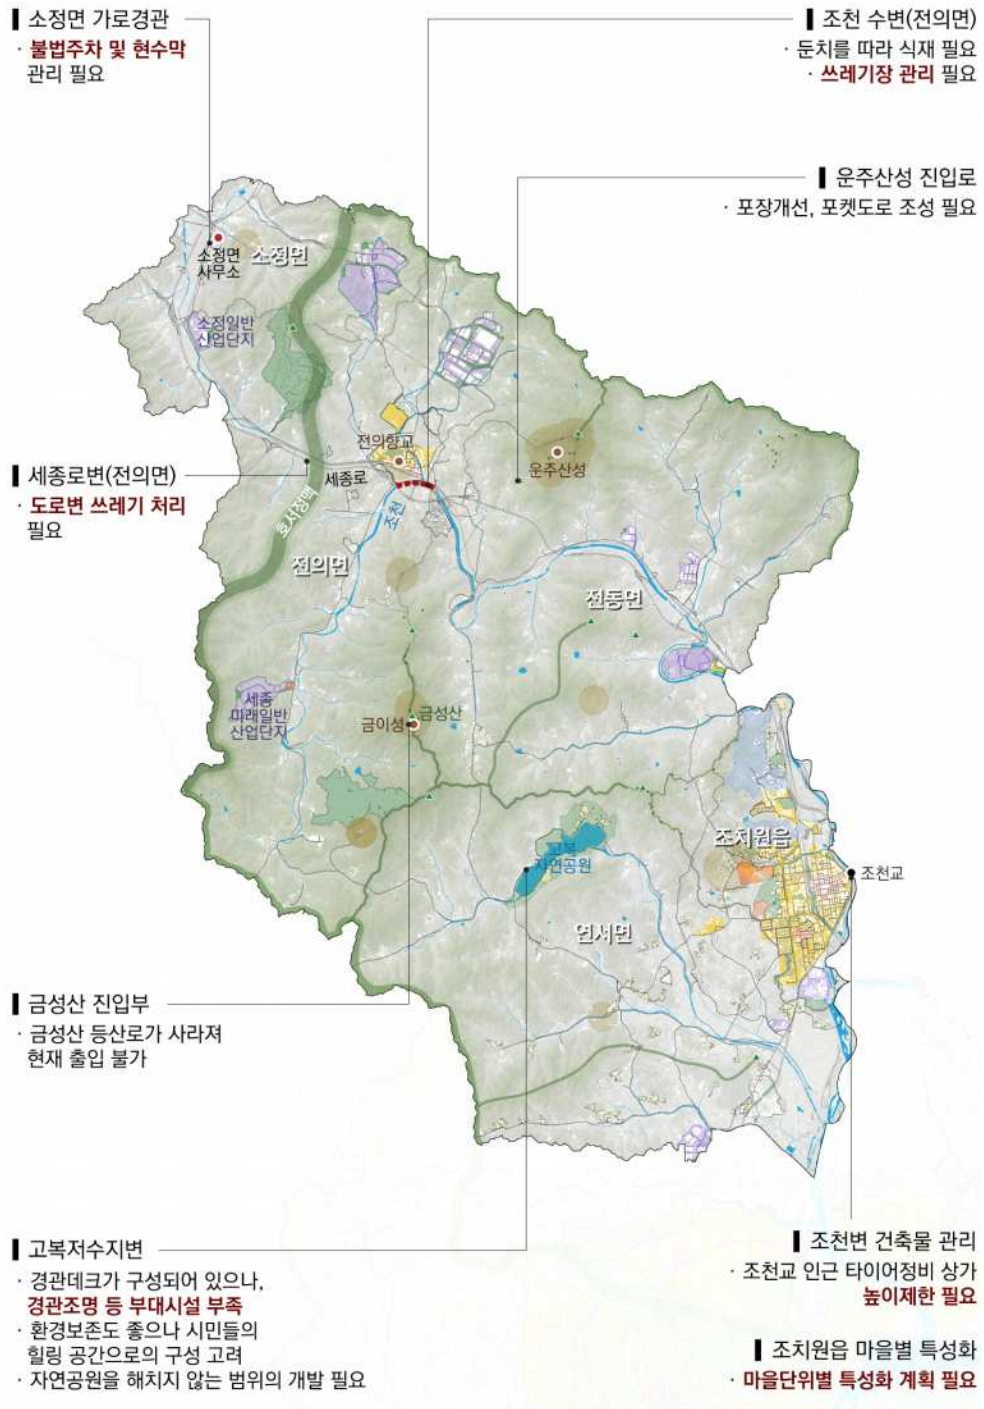 ▌소정면 가로경관
· 불법주차 및 현수막
관리 필요
▌조천 수변(전의면)
· 둔치를 따라 식재 필요
· 쓰레기장 관리 필요
▌운주산성 진입로
· 포장개선, 포켓도로 조성 필요
소정면
사무소
소정면
소정일반
산업단지
전의향교
운주산성
▌세종로변(전의면)
· 도로변 쓰레기 처리
필요
세종로
호서정맥
조천
전의면
전동면
세종
미래일반
산업단지
금이성
금성산
조치원읍
고복
자연공원
조천교
연서면
▌금성산 진입부
· 금성산 등산로가 사라져
현재 출입 불가
▌고복저수지변
· 경관데크가 구성되어 있으나,
경관조명 등 부대시설 부족
· 환경보존도 좋으나 시민들의
힐링 공간으로의 구성 고려
· 자연공원을 해치지 않는 범위의 개발 필요
▌조천변 건축물 관리
· 조천교 인근 타이어정비 상가
높이제한 필요
▌조치원읍 마을별 특성화
· 마을단위별 특성화 계획 필요